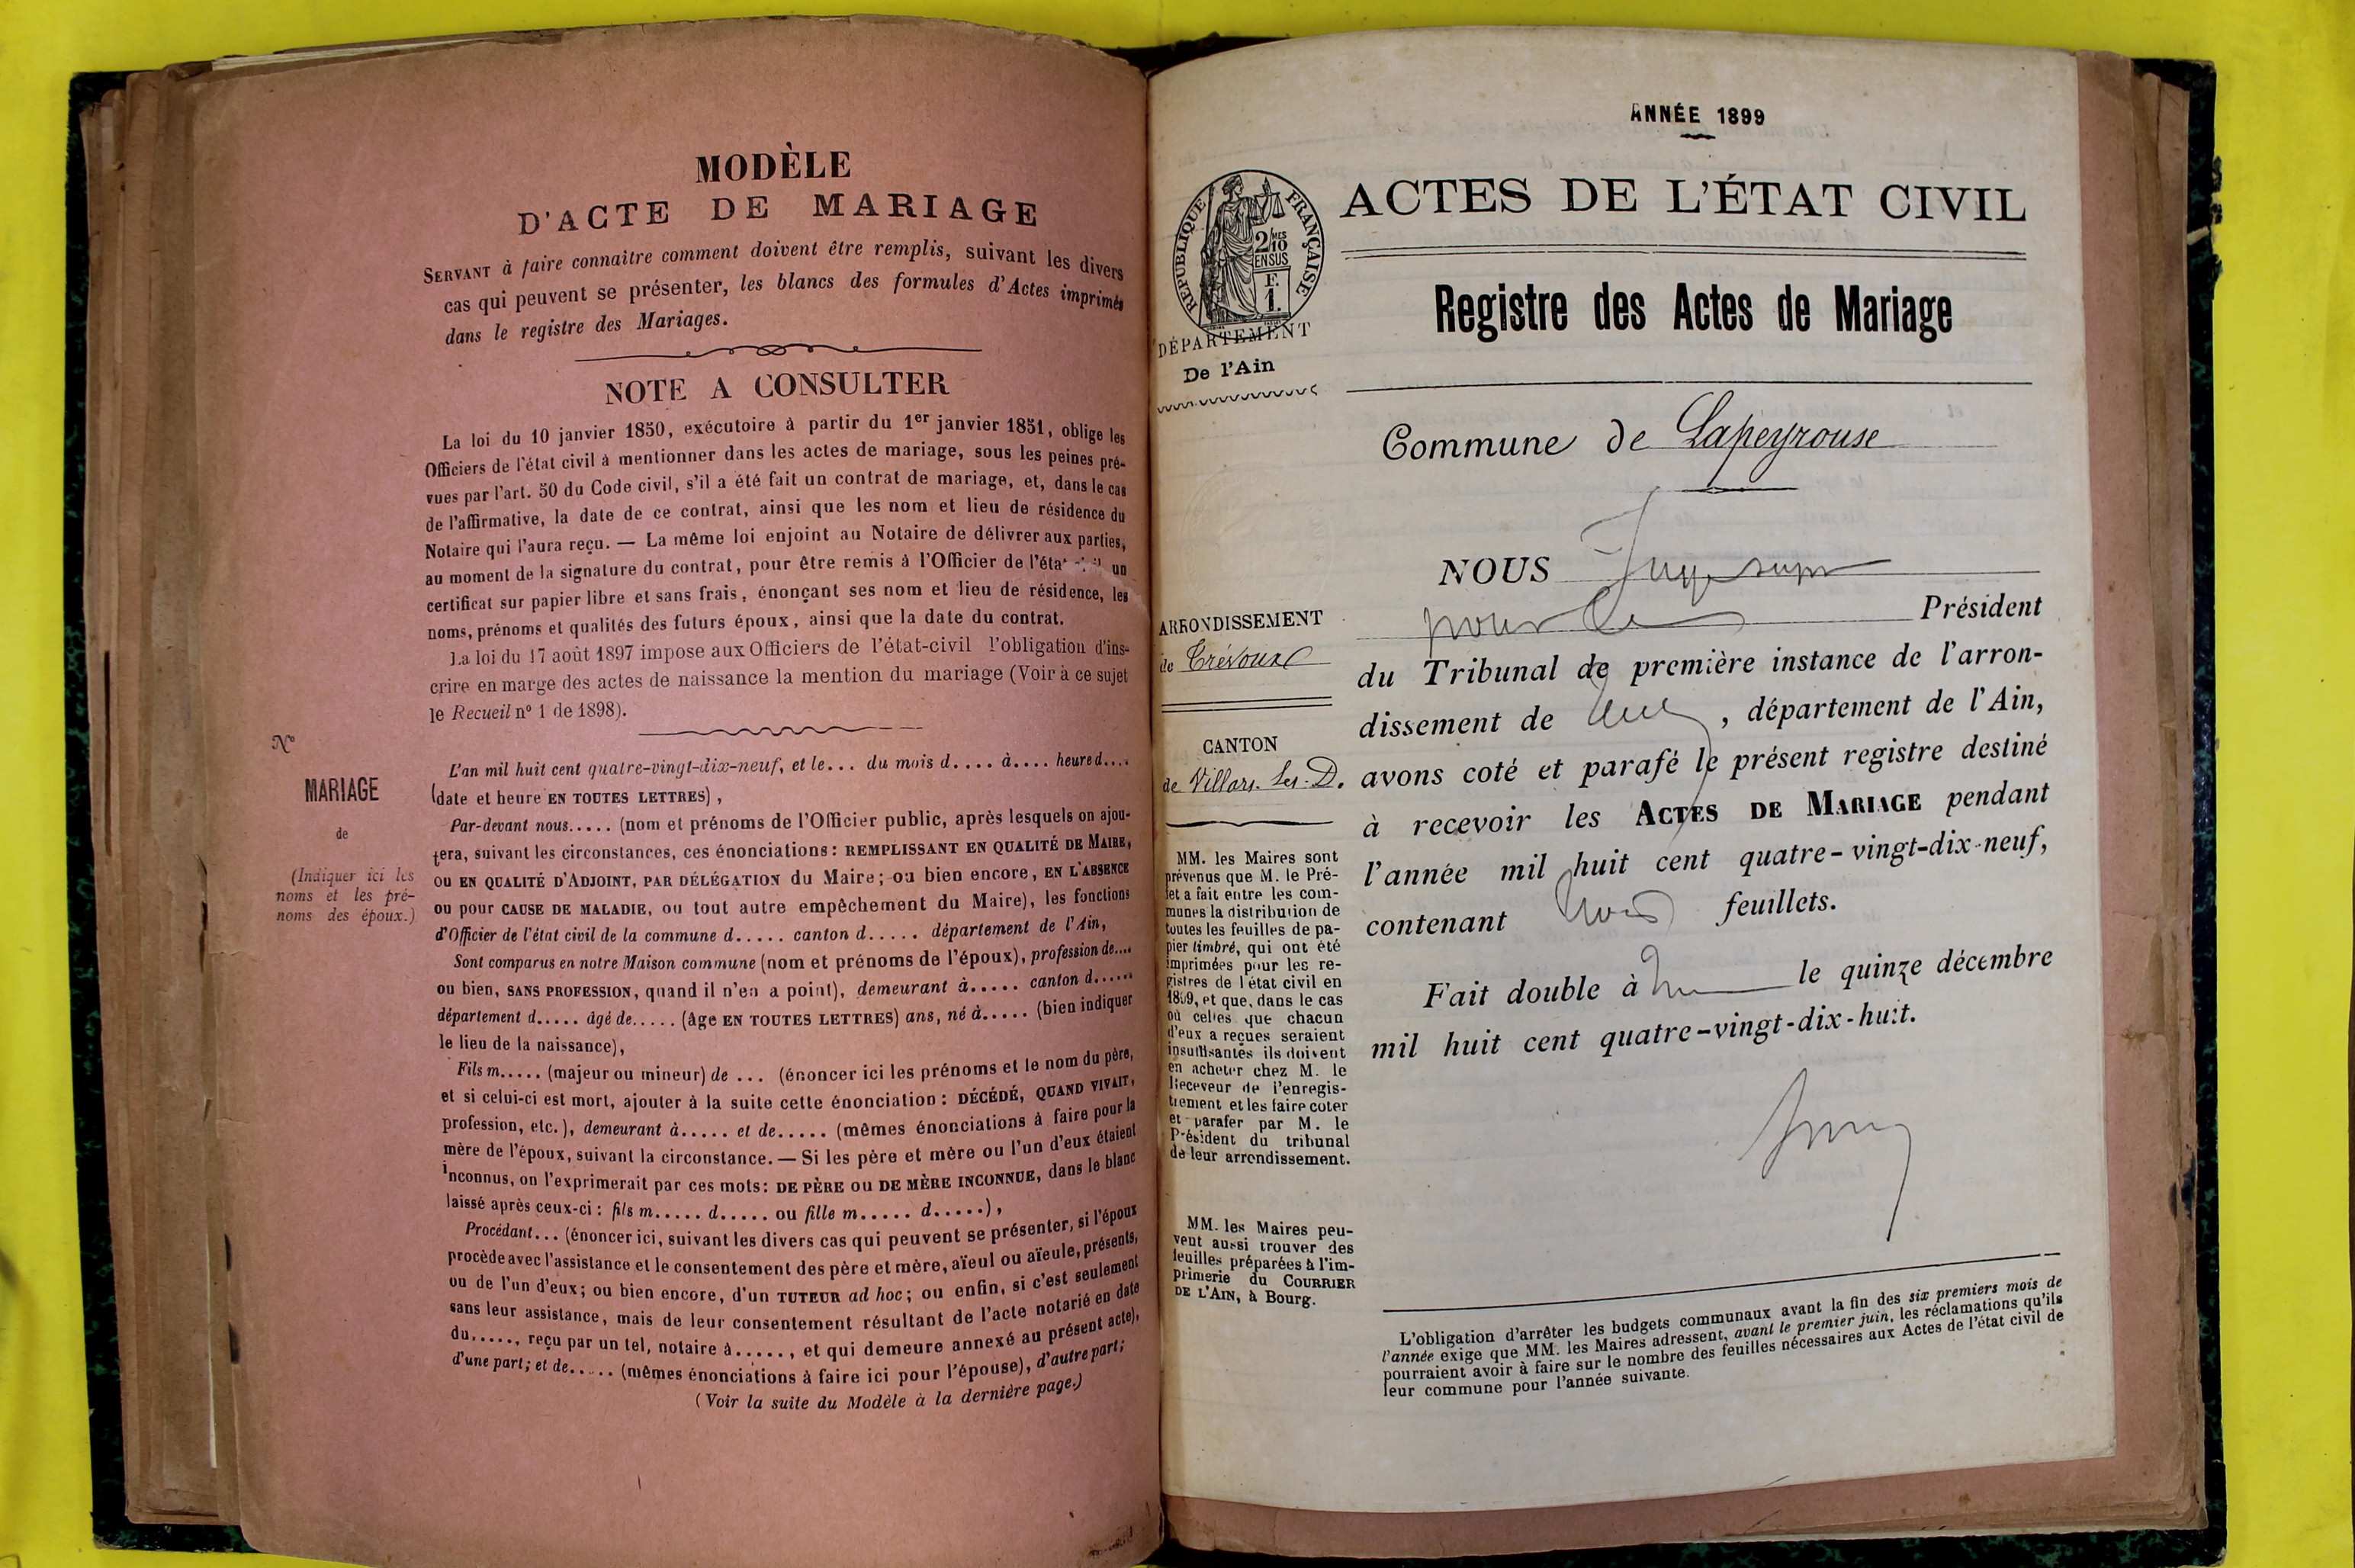 MODÈLE
D'ACTE DE MARIAGE
SERVANT à faire connaitre comment doivent être remplis, suivant les divers
cas qui peuvent se présenter, les blancs des formules d'Actes imprimés
dans le registre des Mariages.
NOTE A CONSULTER
La loi du 10 janvier 1850, exécutoire à partir du 1er janvier 1851, oblige les
Officiers de l'état civil à mentionner dans les actes de mariage, sous les peines pré-
vues par l'art. 50 du Code civil, s'il a été fait un contrat de mariage, et, dans le cas
de l'affirmative, la date de ce contrat, ainsi que les nom et lieu de résidence du
Notaire qui l'aura reçu. — La même loi enjoint au Notaire de délivrer aux parties,
au moment de la signature du contrat, pour être remis à l'Officier de l'état un
certificat sur papier libre et sans frais, énonçant ses nom et lieu de résidence, les
noms, prénoms et qualités des futurs époux, ainsi que la date du contrat.
La loi du 17 août 1897 impose aux Officiers de l'état-civil l'obligation d'ins-
crire en marge des actes de naissance la mention du mariage (Voir à ce sujet
le Recueil n° 1 de 1898).
N°
MARIAGE
de
(Indiquer ici les
noms et les pré-
noms des époux.)
L'an mil huit cent quatre-vingt-dix-neuf, et le... du mois d.... à.... heure d....
(date et heure EN TOUTES LETTRES),
Par-devant nous..... (nom et prénoms de l'Officier public, après lesquels on ajou-
tera, suivant les circonstances, ces énonciations : REMPLISSANT EN QUALITÉ DE MAIRE,
ou EN QUALITÉ D'ADJOINT, PAR DÉLÉGATION du Maire; ou bien encore, EN L'ABSENCE
ou pour CAUSE DE MALADIE, ou tout autre empêchement du Maire), les fonctions
d'Officier de l'état civil de la commune d..... canton d..... département de l'Ain,
Sont comparus en notre Maison commune (nom et prénoms de l'époux), profession de....
ou bien, SANS PROFESSION, quand il n'en a point), demeurant à..... canton d......
département d..... âgé de..... (âge EN TOUTES LETTRES) ans, né à..... (bien indiquer
le lieu de la naissance),
Fils m..... (majeur ou mineur) de ... (énoncer ici les prénoms et le nom du père,
et si celui-ci est mort, ajouter à la suite cette énonciation : DÉCÉDÉ, QUAND VIVAIT,
profession, etc.), demeurant à..... et de..... (mêmes énonciations à faire pour la
mère de l'époux, suivant la circonstance. — Si les père et mère ou l'un d'eux étaient
inconnus, on l'exprimerait par ces mots : DE PÈRE OU DE MÈRE INCONNUE, dans le blanc
laissé après ceux-ci : fils m..... d..... ou fille m..... d.....),
Procédant... (énoncer ici, suivant les divers cas qui peuvent se présenter, si l'époux
procède avec l'assistance et le consentement des père et mère, aïeul ou aïeule, présents,
ou de l'un d'eux; ou bien encore, d'un TUTEUR ad hoc; ou enfin, si c'est seulement
sans leur assistance, mais de leur consentement résultant de l'acte notarié en date
du....., reçu par un tel, notaire à....., et qui demeure annexé au présent acte),
d'une part; et de..... (mêmes énonciations à faire ici pour l'épouse), d'autre part;
(Voir la suite du Modèle à la dernière page.)
ANNÉE 1899
RÉPUBLIQUE FRANÇAISE
2/10 MES
EN SUS
F.
1.
ACTES DE L'ÉTAT CIVIL
Registre des Actes de Mariage
DÉPARTEMENT
De l'Ain
Commune de Lapeyrouse
NOUS
pour le Président
ARRONDISSEMENT
de Trévoux
du Tribunal de première instance de l'arron-
dissement de , département de l'Ain,
CANTON
de Villars-les-D.
avons coté et parafé le présent registre destiné
à recevoir les ACTES DE MARIAGE pendant
l'année mil huit cent quatre-vingt-dix-neuf,
contenant trois feuillets.
Fait double à le quinze décembre
mil huit cent quatre-vingt-dix-huit.
MM. les Maires sont
prévenus que M. le Pré-
fet a fait entre les com-
munes la distribution de
toutes les feuilles de pa-
pier timbré, qui ont été
imprimées pour les re-
gistres de l'état civil en
1899, et que, dans le cas
où celles que chacun
d'eux a reçues seraient
insuffisantes ils doivent
en acheter chez M. le
Receveur de l'enregis-
trement et les faire coter
et parafer par M. le
Président du tribunal
de leur arrondissement.
MM. les Maires peu-
vent aussi trouver des
feuilles préparées à l'im-
primerie du COURRIER
DE L'AIN, à Bourg.
L'obligation d'arrêter les budgets communaux avant la fin des six premiers mois de
l'année exige que MM. les Maires adressent, avant le premier juin, les réclamations qu'ils
pourraient avoir à faire sur le nombre des feuilles nécessaires aux Actes de l'état civil de
leur commune pour l'année suivante.